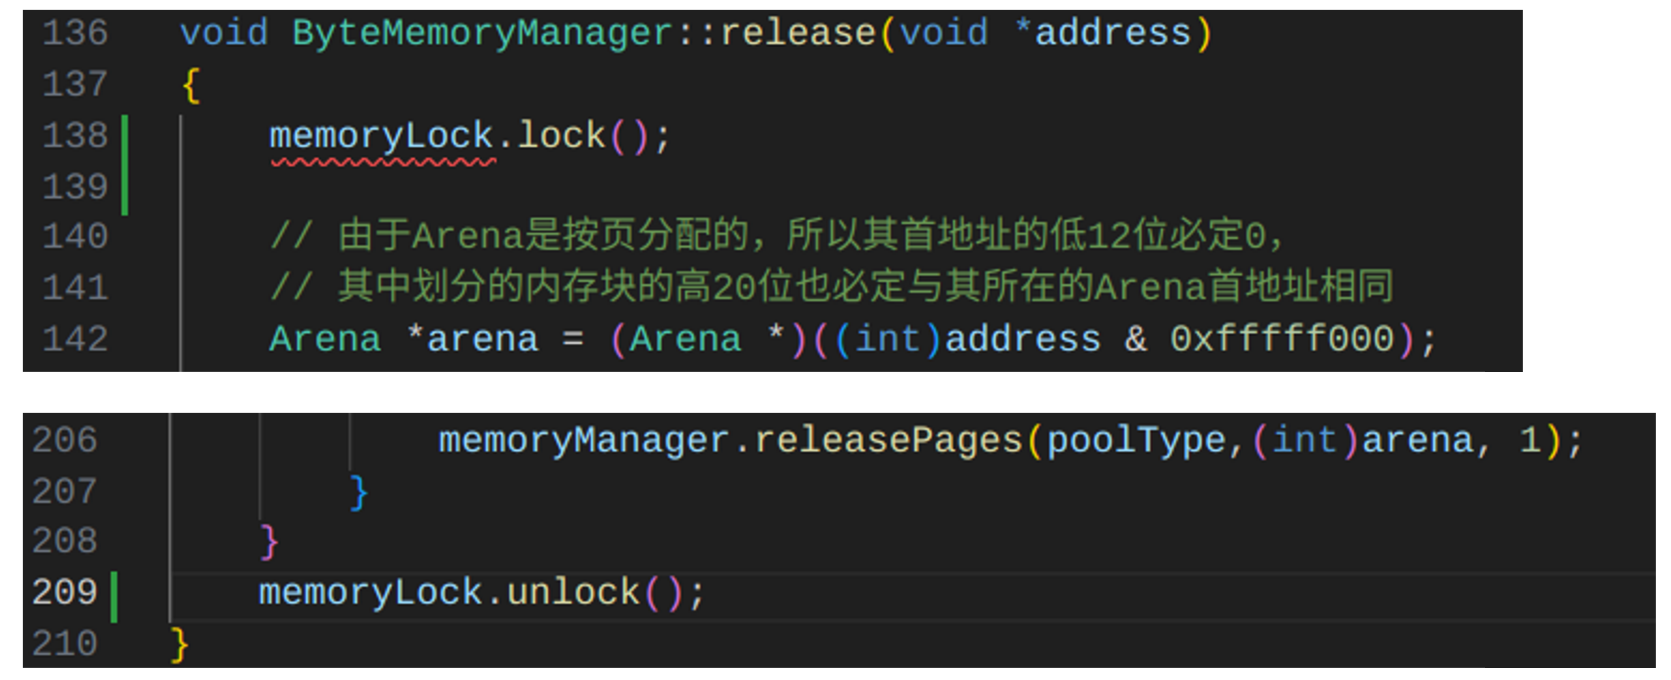 136 void ByteMemoryManager::release(void *address)
137 {
138 memoryLock.lock();
139
140 // 由于Arena是按页分配的，所以其首地址的低12位必定0，
141 // 其中划分的内存块的高20位也必定与其所在的Arena首地址相同
142 Arena *arena = (Arena *)((int)address & 0xfffff000);
206 memoryManager.releasePages(poolType,(int)arena, 1);
207 }
208 }
209 memoryLock.unlock();
210 }